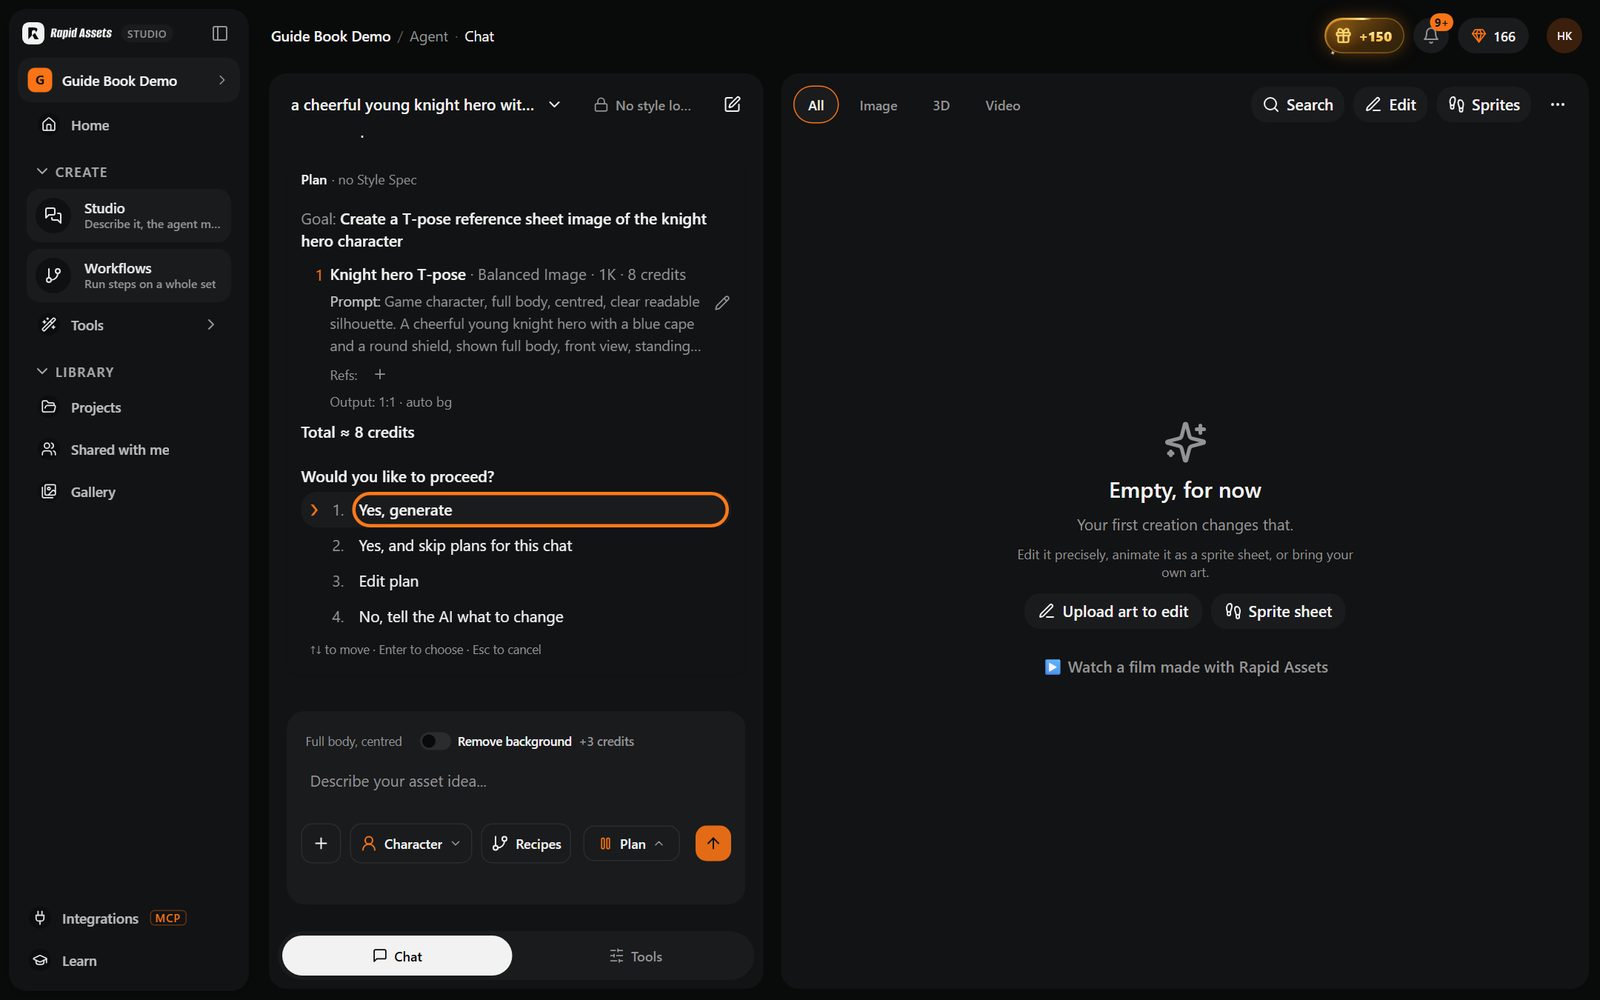 Rapid Assets STUDIO
G Guide Book Demo
Home
CREATE
Studio
Describe it, the agent m...
Workflows
Run steps on a whole set
Tools
LIBRARY
Projects
Shared with me
Gallery
Integrations MCP
Learn
Guide Book Demo / Agent · Chat
+150
9+
166
HK
a cheerful young knight hero wit...
No style lo...
Plan · no Style Spec
Goal: Create a T-pose reference sheet image of the knight
hero character
1 Knight hero T-pose · Balanced Image · 1K · 8 credits
Prompt: Game character, full body, centred, clear readable
silhouette. A cheerful young knight hero with a blue cape
and a round shield, shown full body, front view, standing...
Refs: +
Output: 1:1 · auto bg
Total ≈ 8 credits
Would you like to proceed?
1. Yes, generate
2. Yes, and skip plans for this chat
3. Edit plan
4. No, tell the AI what to change
↑↓ to move · Enter to choose · Esc to cancel
Full body, centred Remove background +3 credits
Describe your asset idea...
+ Character Recipes Plan
Chat Tools
All Image 3D Video
Search Edit Sprites ...
Empty, for now
Your first creation changes that.
Edit it precisely, animate it as a sprite sheet, or bring your
own art.
Upload art to edit Sprite sheet
Watch a film made with Rapid Assets